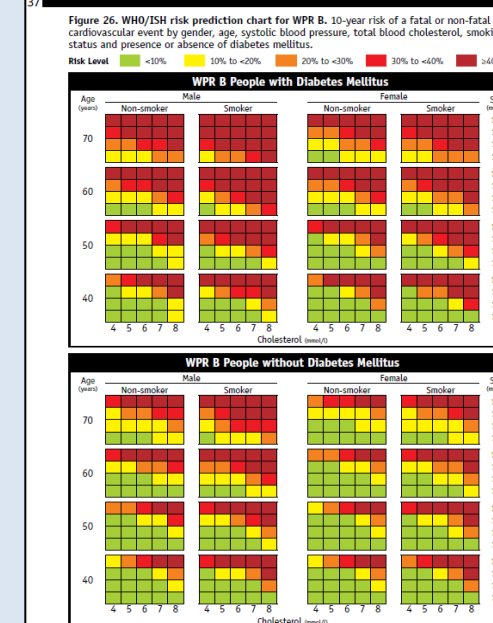 37
Figure 26. WHO/ISH risk prediction chart for WPR B. 10-year risk of a fatal or non-fatal
cardiovascular event by gender, age, systolic blood pressure, total blood cholesterol, smoki
status and presence or absence of diabetes mellitus.
Risk Level <10% 10% to <20% 20% to <30% 30% to <40% ≥40
WPR B People with Diabetes Mellitus
Age Male Female S
(years) Non-smoker Smoker Non-smoker Smoker (m
70
60
50
40
4 5 6 7 8 4 5 6 7 8 4 5 6 7 8 4 5 6 7 8
Cholesterol (mmol/l)
WPR B People without Diabetes Mellitus
Age Male Female S
(years) Non-smoker Smoker Non-smoker Smoker (m
70
60
50
40
4 5 6 7 8 4 5 6 7 8 4 5 6 7 8 4 5 6 7 8
Cholesterol (mmol/l)